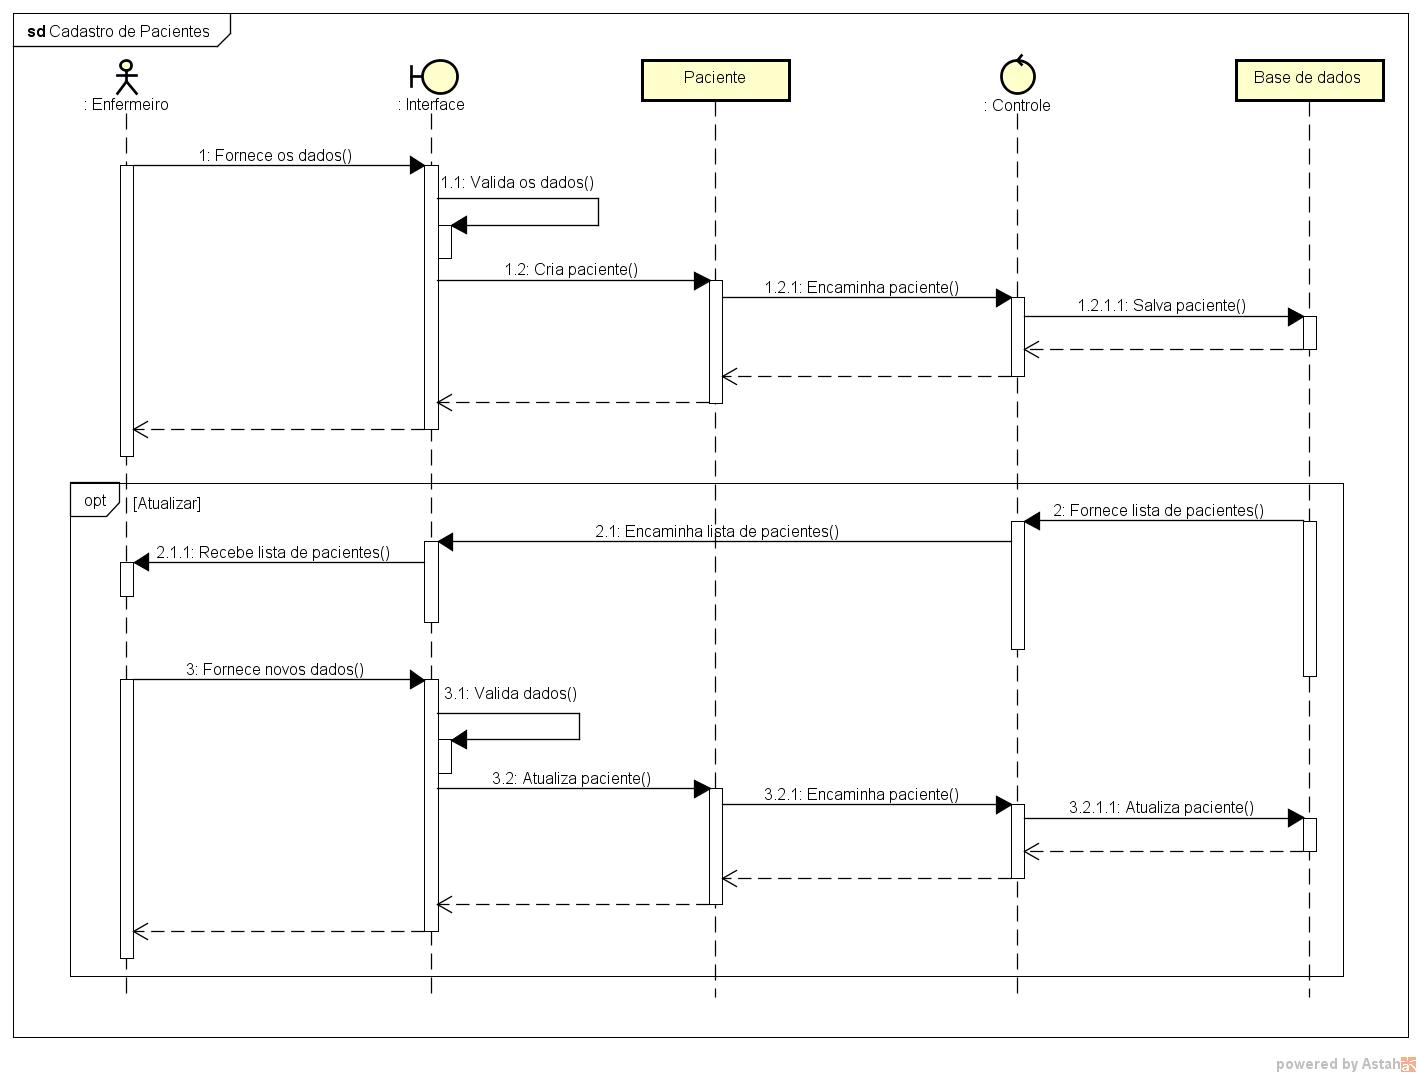 sd Cadastro de Pacientes
: Enfermeiro
: Interface
Paciente
: Controle
Base de dados
1: Fornece os dados()
1.1: Valida os dados()
1.2: Cria paciente()
1.2.1: Encaminha paciente()
1.2.1.1: Salva paciente()
opt
[Atualizar]
2: Fornece lista de pacientes()
2.1: Encaminha lista de pacientes()
2.1.1: Recebe lista de pacientes()
3: Fornece novos dados()
3.1: Valida dados()
3.2: Atualiza paciente()
3.2.1: Encaminha paciente()
3.2.1.1: Atualiza paciente()
powered by Astah